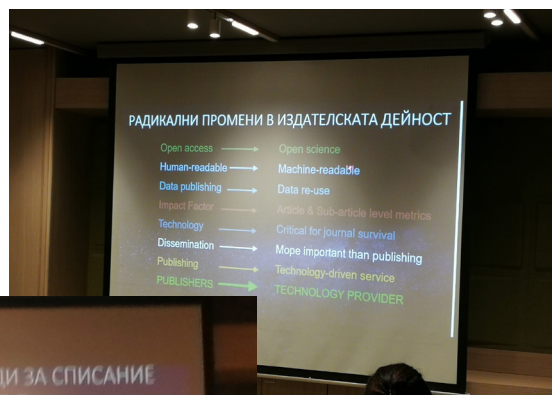 РАДИКАЛНИ ПРОМЕНИ В ИЗДАТЕЛСКАТА ДЕЙНОСТ
Open access → Open science
Human-readable → Machine-readable
Data publishing → Data re-use
Impact Factor → Article & Sub-article level metrics
Technology → Critical for journal survival
Dissemination → Mope important than publishing
Publishing → Technology-driven service
PUBLISHERS → TECHNOLOGY PROVIDER
ДИ ЗА СПИСАНИЕ